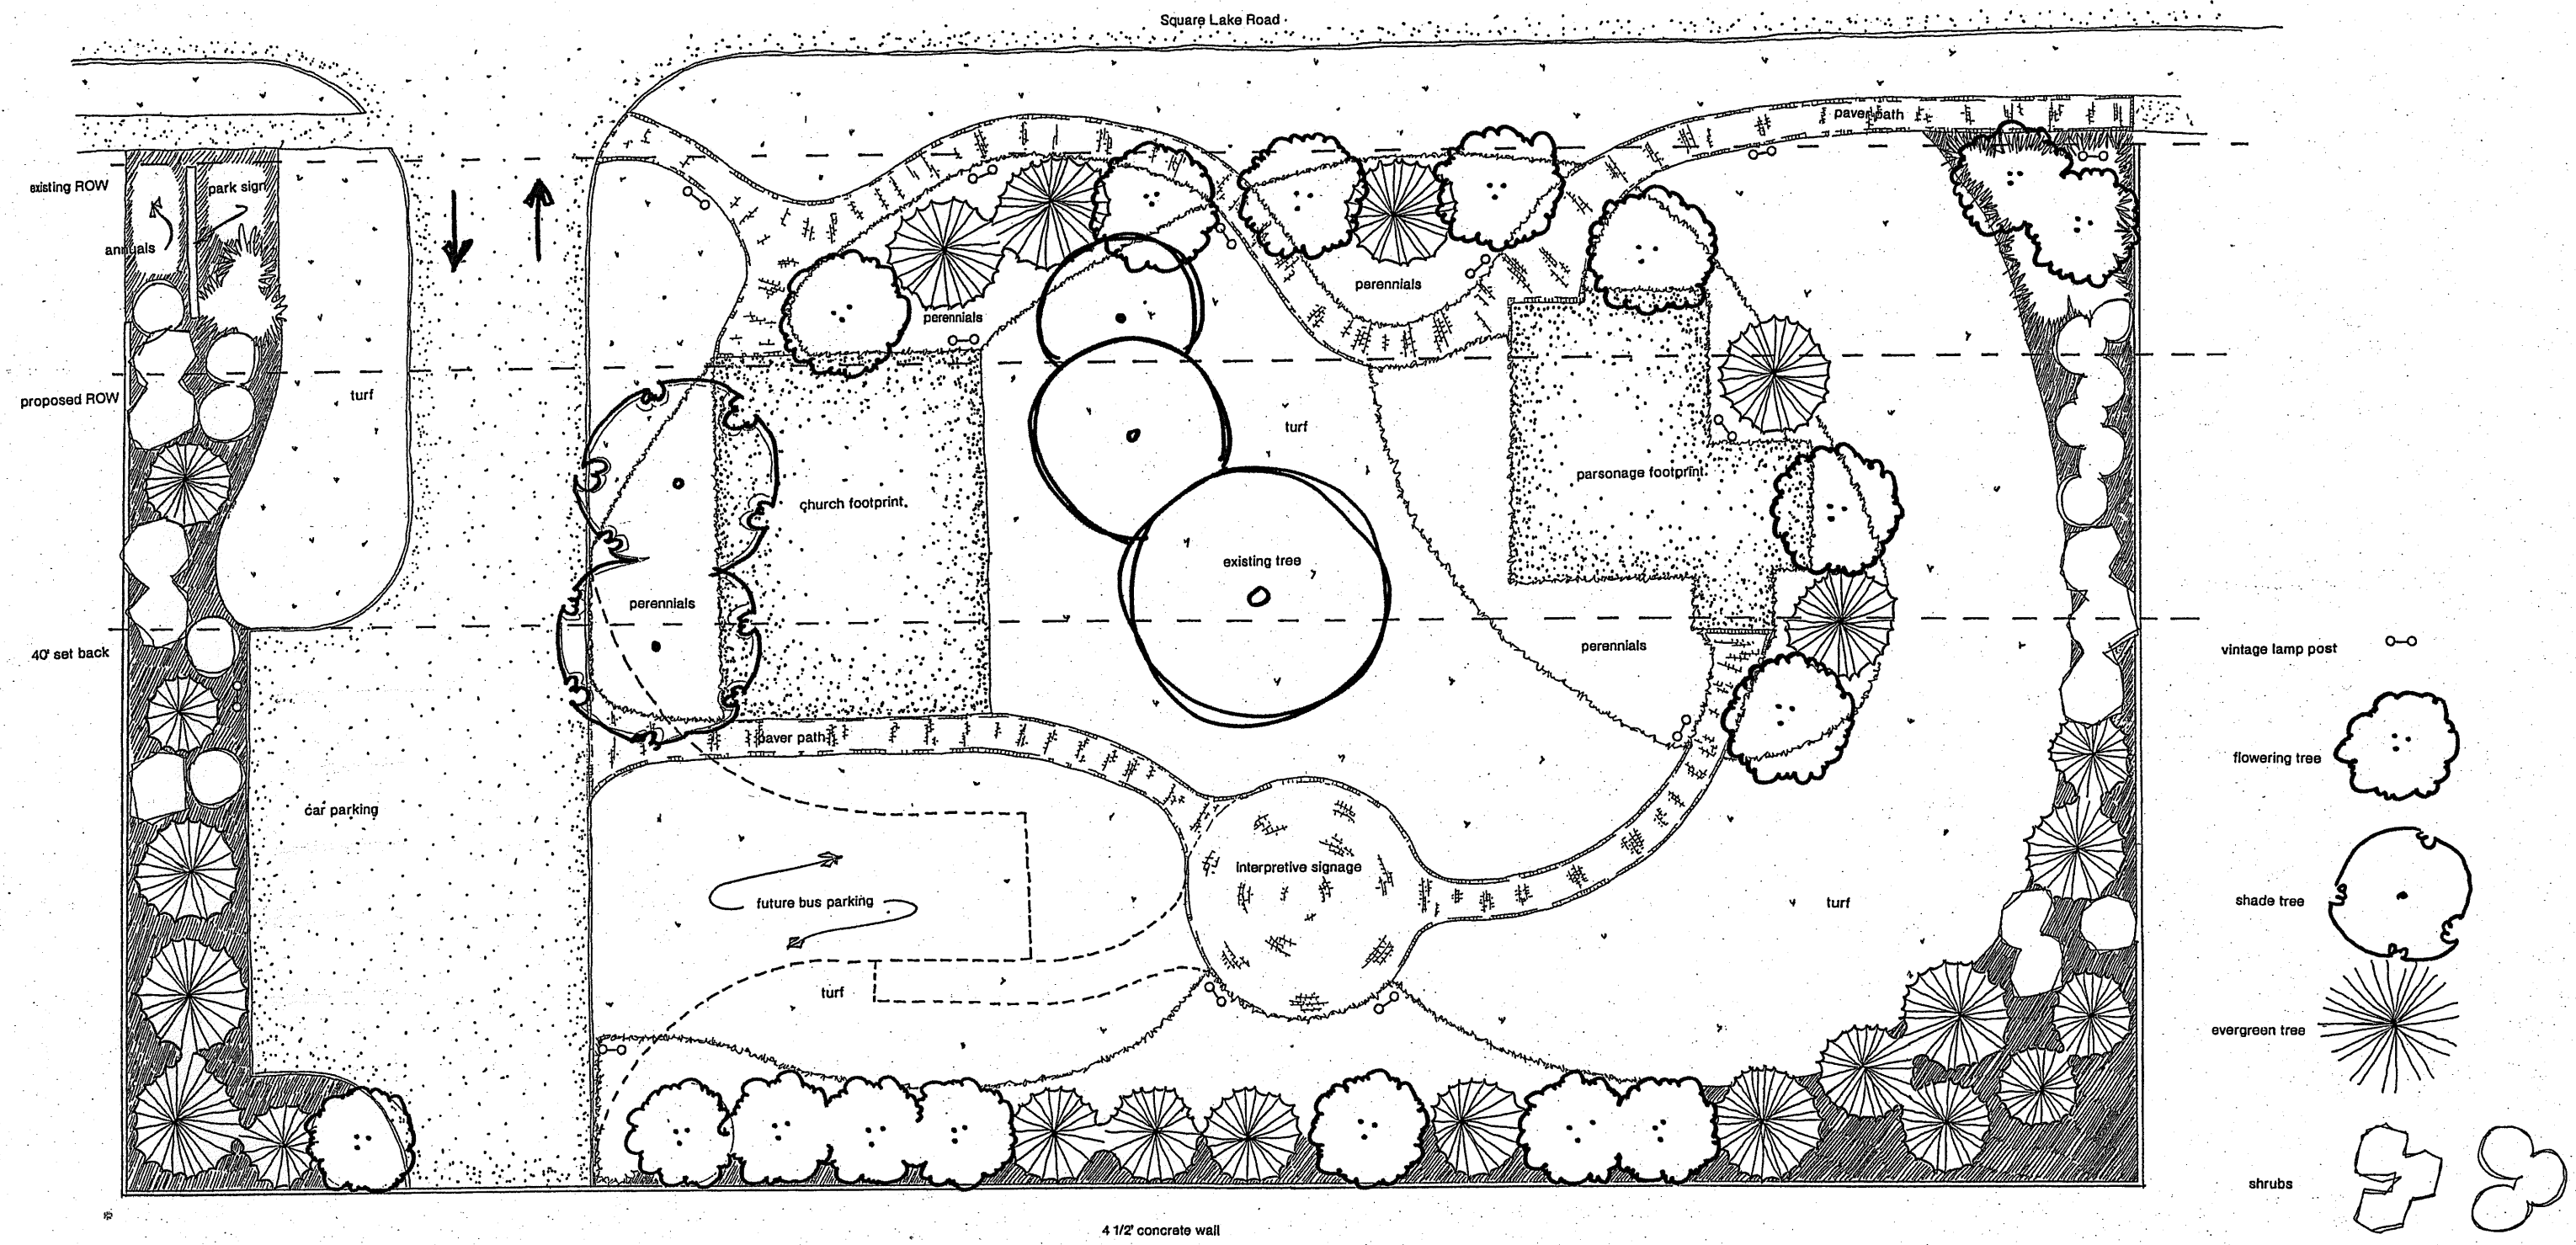 Square Lake Road
paver path
existing ROW
park sign
annuals
perennials
perennials
proposed ROW
turf
turf
parsonage footprint
church footprint
existing tree
perennials
perennials
40' set back
vintage lamp post
paver path
flowering tree
car parking
interpretive signage
future bus parking
turf
shade tree
turf
evergreen tree
shrubs
4 1/2' concrete wall